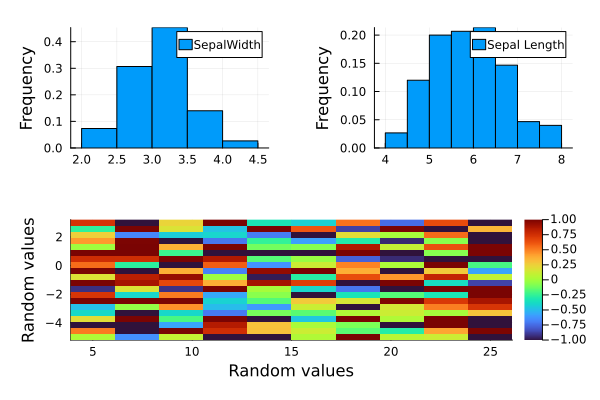 Frequency
0.4
0.3
0.2
0.1
0.0
SepalWidth
2.0 2.5 3.0 3.5 4.0 4.5
Frequency
0.20
0.15
0.10
0.05
0.00
Sepal Length
4 5 6 7 8
Random values
2
0
−2
−4
5 10 15 20 25
Random values
1.00
0.75
0.50
0.25
0
−0.25
−0.50
−0.75
−1.00